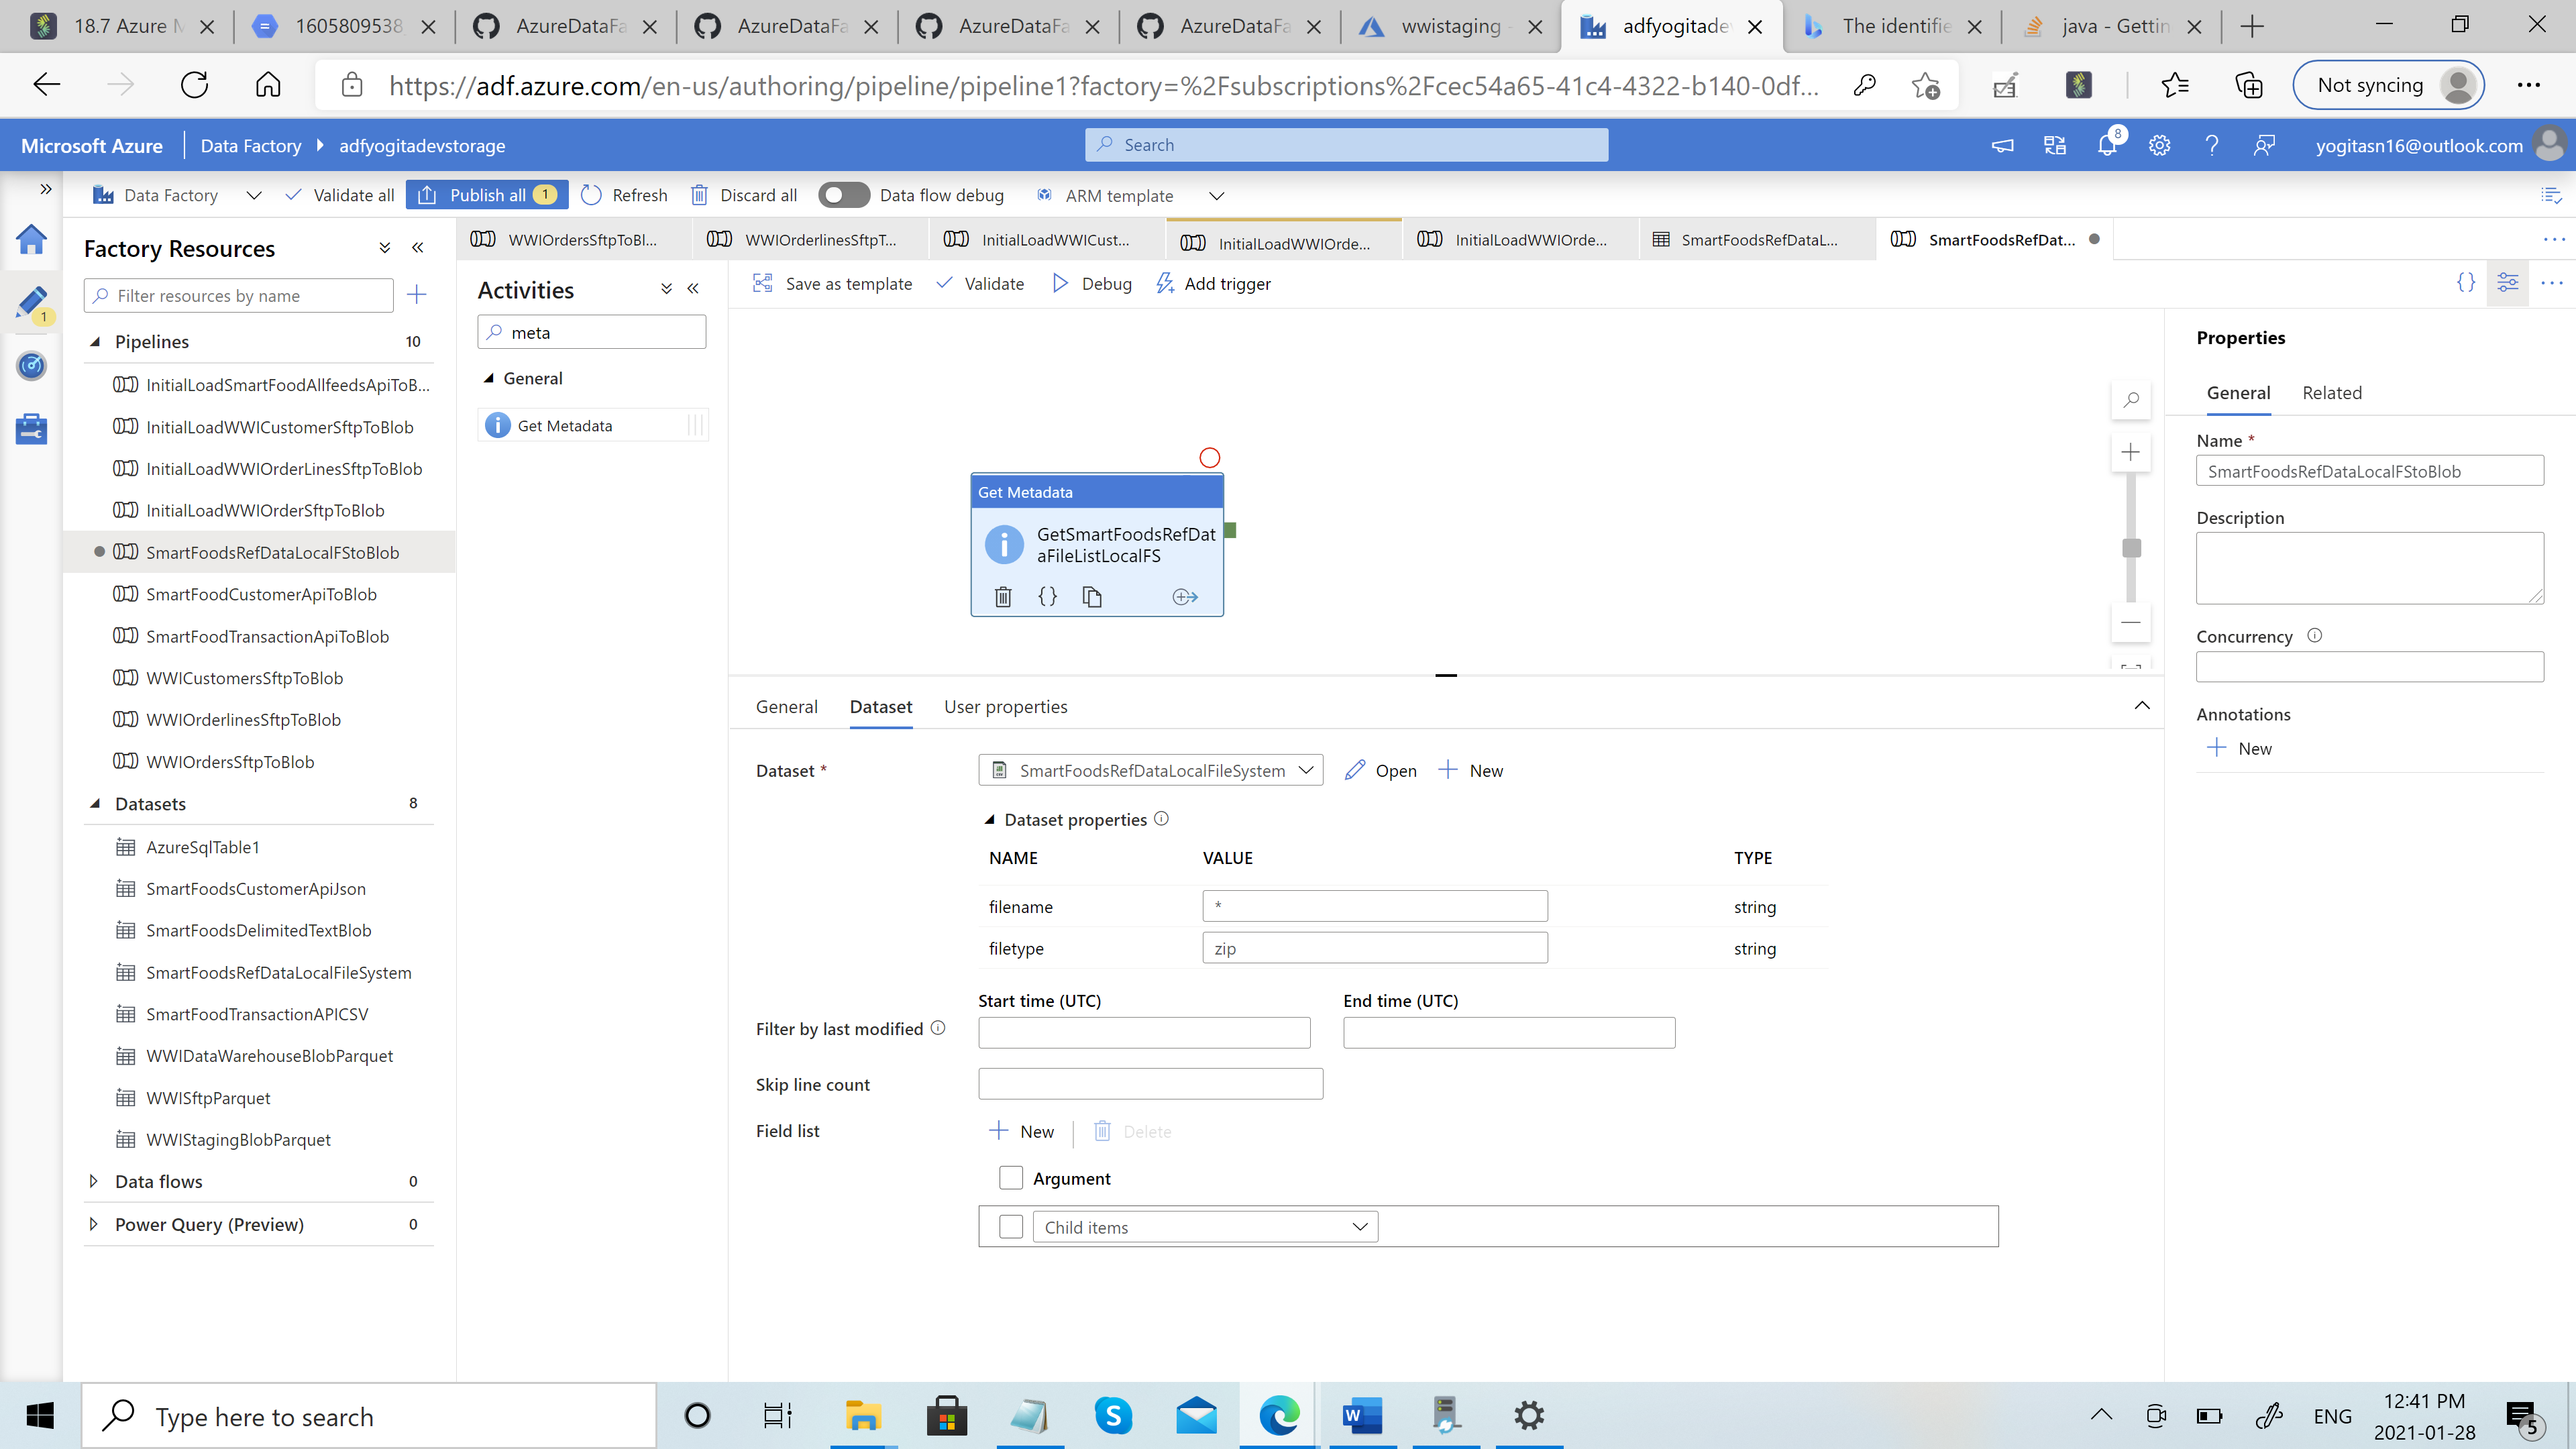 18.7 Azure M
1605809538
AzureDataFa
AzureDataFa
AzureDataFa
AzureDataFa
wwistaging -
adfyogitadev
The identifie
java - Gettin
https://adf.azure.com/en-us/authoring/pipeline/pipeline1?factory=%2Fsubscriptions%2Fcec54a65-41c4-4322-b140-0df...
Not syncing
Microsoft Azure
Data Factory
adfyogitadevstorage
Search
8
yogitasn16@outlook.com
Data Factory
Validate all
Publish all 1
Refresh
Discard all
Data flow debug
ARM template
1
Factory Resources
Filter resources by name
Pipelines 10
InitialLoadSmartFoodAllfeedsApiToB...
InitialLoadWWICustomerSftpToBlob
InitialLoadWWIOrderLinesSftpToBlob
InitialLoadWWIOrderSftpToBlob
SmartFoodsRefDataLocalFStoBlob
SmartFoodCustomerApiToBlob
SmartFoodTransactionApiToBlob
WWICustomersSftpToBlob
WWIOrderlinesSftpToBlob
WWIOrdersSftpToBlob
Datasets 8
AzureSqlTable1
SmartFoodsCustomerApiJson
SmartFoodsDelimitedTextBlob
SmartFoodsRefDataLocalFileSystem
SmartFoodTransactionAPICSV
WWIDataWarehouseBlobParquet
WWISftpParquet
WWIStagingBlobParquet
Data flows 0
Power Query (Preview) 0
WWIOrdersSftpToBl...
WWIOrderlinesSftpT...
InitialLoadWWICust...
InitialLoadWWIOrde...
InitialLoadWWIOrde...
SmartFoodsRefDataL...
SmartFoodsRefDat...
Activities
meta
General
Get Metadata
Save as template
Validate
Debug
Add trigger
Get Metadata
GetSmartFoodsRefDat
aFileListLocalFS
General
Dataset
User properties
Dataset *
SmartFoodsRefDataLocalFileSystem
Open
New
Dataset properties
NAME VALUE TYPE
filename * string
filetype zip string
Start time (UTC) End time (UTC)
Filter by last modified
Skip line count
Field list
New
Delete
Argument
Child items
Properties
General
Related
Name *
SmartFoodsRefDataLocalFStoBlob
Description
Concurrency
Annotations
New
Type here to search
ENG
12:41 PM
2021-01-28
5